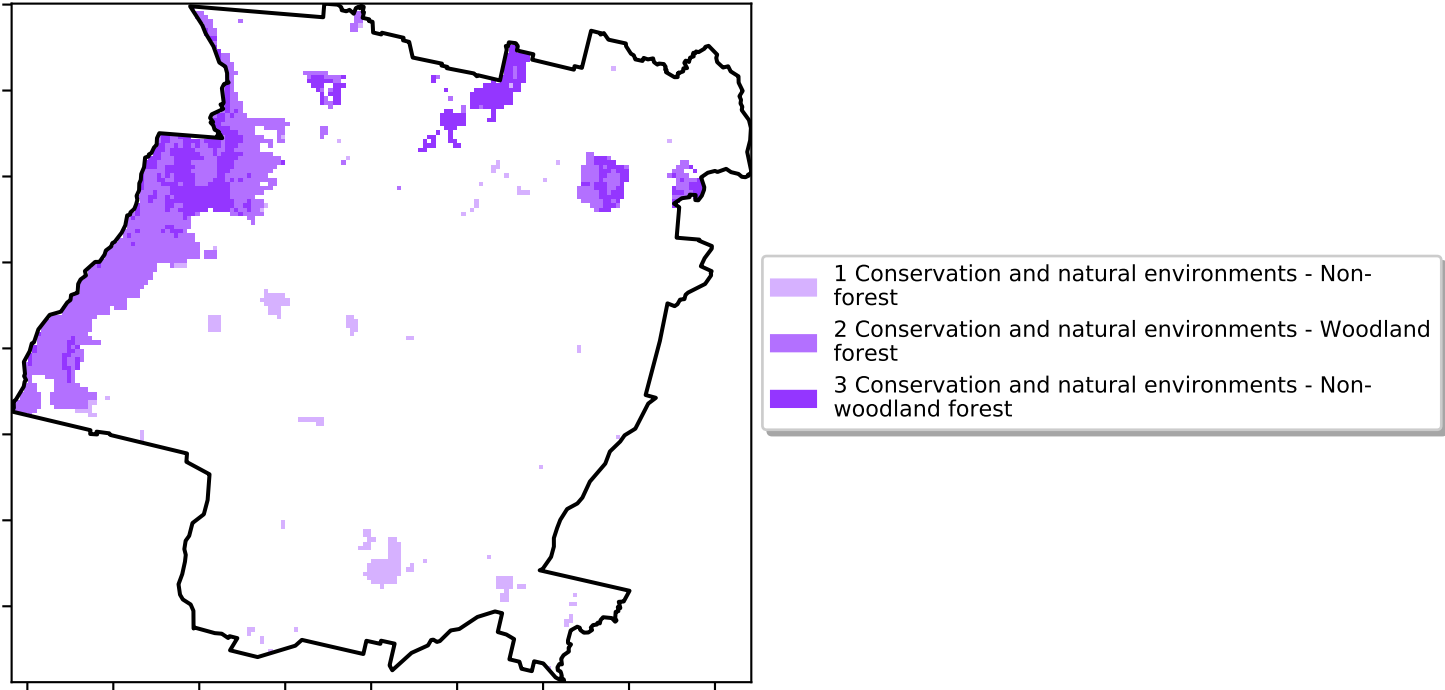 1 Conservation and natural environments - Non-
forest
2 Conservation and natural environments - Woodland
forest
3 Conservation and natural environments - Non-
woodland forest